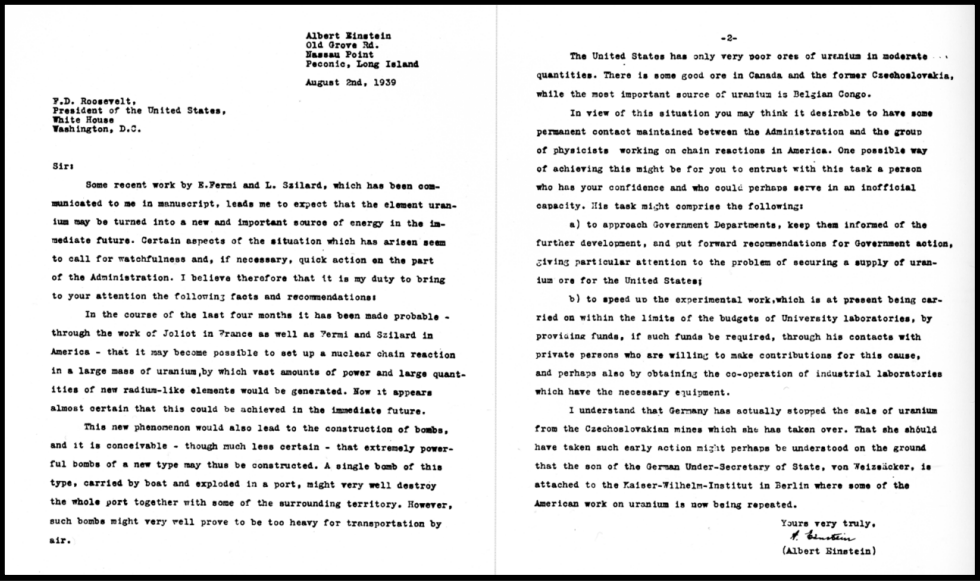 Albert Einstein
Old Grove Rd.
Nassau Point
Peconic, Long Island
August 2nd, 1939
F.D. Roosevelt,
President of the United States,
White House
Washington, D.C.
Sir:
Some recent work by E.Fermi and L. Szilard, which has been com-
municated to me in manuscript, leads me to expect that the element uran-
ium may be turned into a new and important source of energy in the im-
mediate future. Certain aspects of the situation which has arisen seem
to call for watchfulness and, if necessary, quick action on the part
of the Administration. I believe therefore that it is my duty to bring
to your attention the following facts and recommendations:
In the course of the last four months it has been made probable -
through the work of Joliot in France as well as Fermi and Szilard in
America - that it may become possible to set up a nuclear chain reaction
in a large mass of uranium,by which vast amounts of power and large quant-
ities of new radium-like elements would be generated. Now it appears
almost certain that this could be achieved in the immediate future.
This new phenomenon would also lead to the construction of bombs,
and it is conceivable - though much less certain - that extremely power-
ful bombs of a new type may thus be constructed. A single bomb of this
type, carried by boat and exploded in a port, might very well destroy
the whole port together with some of the surrounding territory. However,
such bombs might very well prove to be too heavy for transportation by
air.
-2-
The United States has only very poor ores of uranium in moderate
quantities. There is some good ore in Canada and the former Czechoslovakia,
while the most important source of uranium is Belgian Congo.
In view of this situation you may think it desirable to have some
permanent contact maintained between the Administration and the group
of physicists working on chain reactions in America. One possible way
of achieving this might be for you to entrust with this task a person
who has your confidence and who could perhaps serve in an inofficial
capacity. His task might comprise the following:
a) to approach Government Departments, keep them informed of the
further development, and put forward recommendations for Government action,
giving particular attention to the problem of securing a supply of uran-
ium ore for the United States;
b) to speed up the experimental work,which is at present being car-
ried on within the limits of the budgets of University laboratories, by
providing funds, if such funds be required, through his contacts with
private persons who are willing to make contributions for this cause,
and perhaps also by obtaining the co-operation of industrial laboratories
which have the necessary equipment.
I understand that Germany has actually stopped the sale of uranium
from the Czechoslovakian mines which she has taken over. That she should
have taken such early action might perhaps be understood on the ground
that the son of the German Under-Secretary of State, von Weizsäcker, is
attached to the Kaiser-Wilhelm-Institut in Berlin where some of the
American work on uranium is now being repeated.
Yours very truly,
A. Einstein
(Albert Einstein)